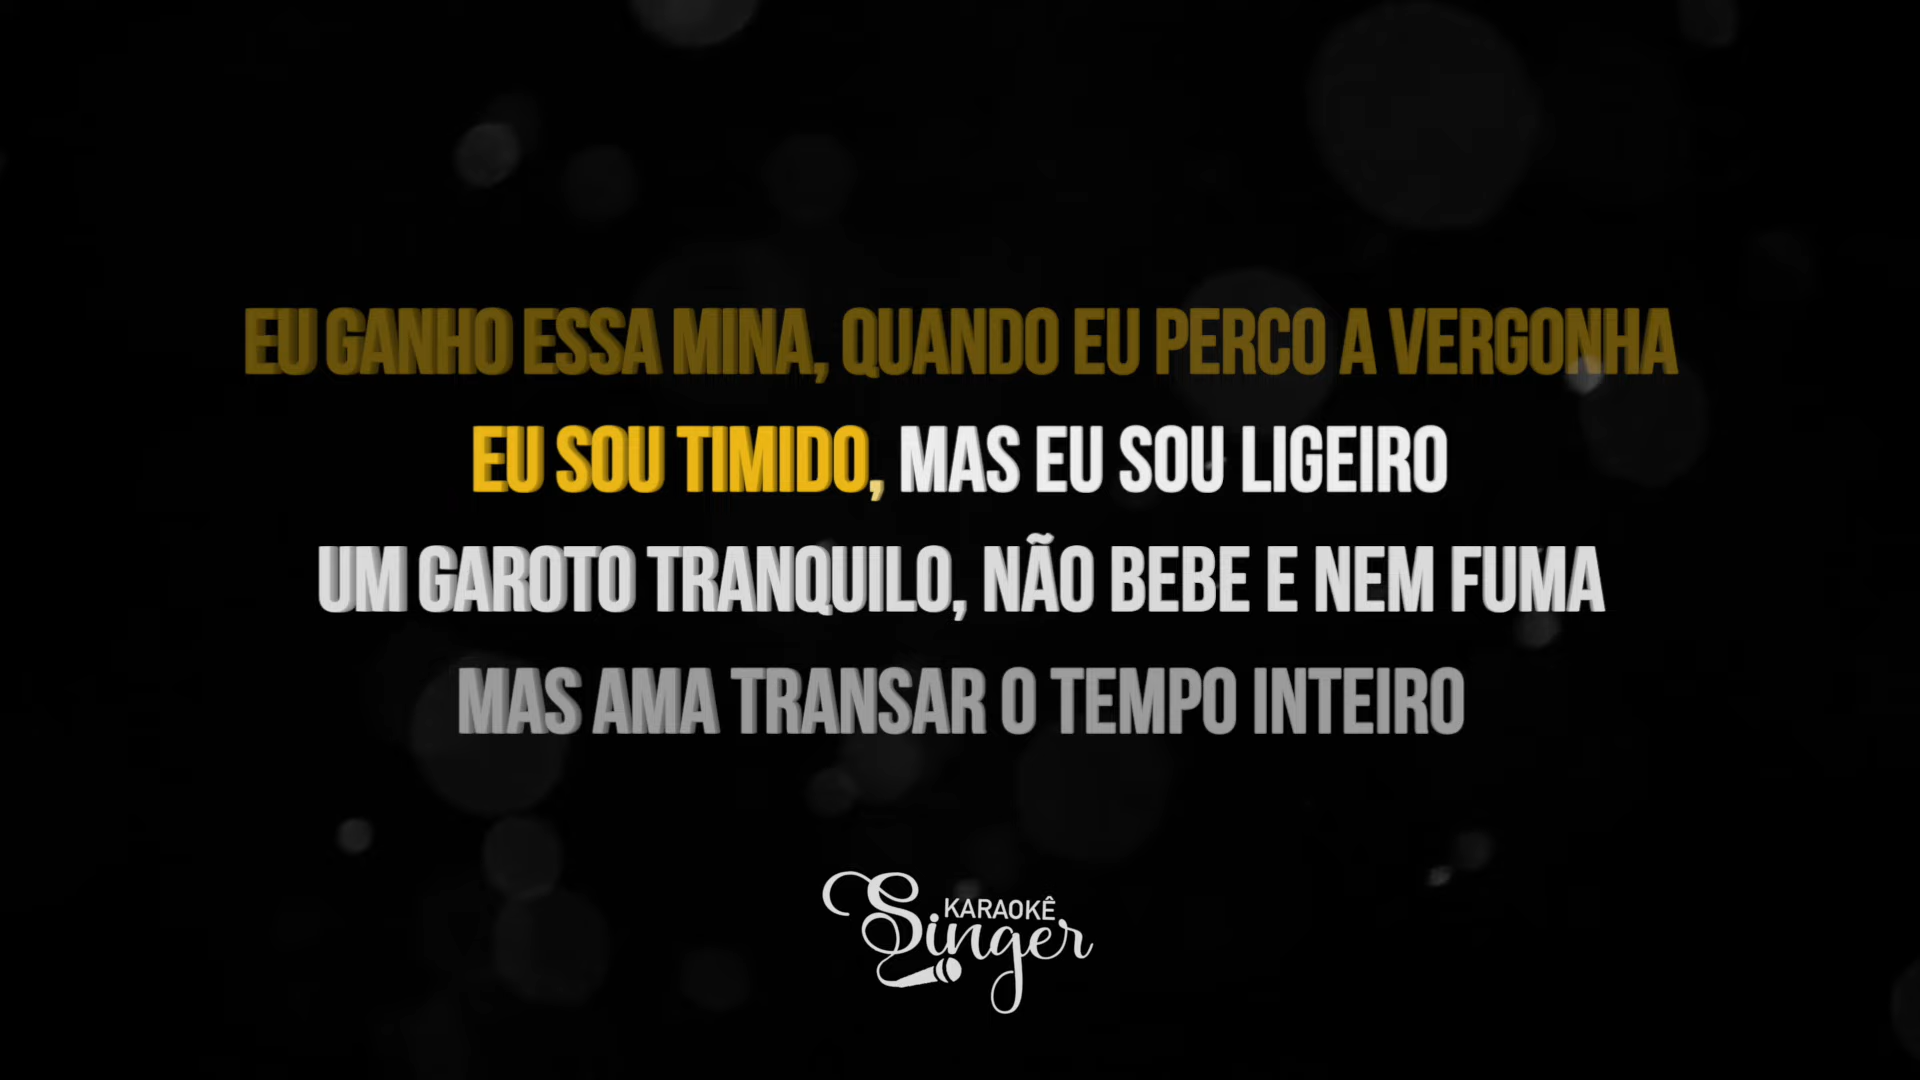 EU GANHO ESSA MINA, QUANDO EU PERCO A VERGONHA
EU SOU TIMIDO, MAS EU SOU LIGEIRO
UM GAROTO TRANQUILO, NÃO BEBE E NEM FUMA
MAS AMA TRANSAR O TEMPO INTEIRO
KARAOKÊ
Singer